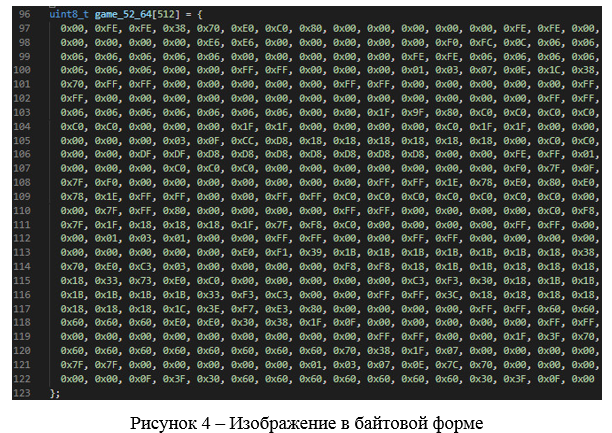 96 uint8_t game_52_64[512] = {
97 0x00, 0xFE, 0xFE, 0x38, 0x70, 0xE0, 0xC0, 0x80, 0x00, 0x00, 0x00, 0x00, 0x00, 0xFE, 0xFE, 0x00,
98 0x00, 0x00, 0x00, 0x00, 0xE6, 0xE6, 0x00, 0x00, 0x00, 0x00, 0x00, 0xF0, 0xFC, 0x0C, 0x06, 0x06,
99 0x06, 0x06, 0x06, 0x06, 0x06, 0x06, 0x00, 0x00, 0x00, 0x00, 0xFE, 0xFE, 0x06, 0x06, 0x06, 0x06,
100 0x06, 0x06, 0x06, 0x00, 0x00, 0xFF, 0xFF, 0x00, 0x00, 0x00, 0x01, 0x03, 0x07, 0x0E, 0x1C, 0x38,
101 0x70, 0xFF, 0xFF, 0x00, 0x00, 0x00, 0x00, 0x00, 0xFF, 0xFF, 0x00, 0x00, 0x00, 0x00, 0x00, 0xFF,
102 0xFF, 0x00, 0x00, 0x00, 0x00, 0x00, 0x00, 0x00, 0x00, 0x00, 0x00, 0x00, 0x00, 0x00, 0xFF, 0xFF,
103 0x06, 0x06, 0x06, 0x06, 0x06, 0x06, 0x06, 0x00, 0x00, 0x1F, 0x9F, 0x80, 0xC0, 0xC0, 0xC0, 0xC0,
104 0xC0, 0xC0, 0x00, 0x00, 0x00, 0x1F, 0x1F, 0x00, 0x00, 0x00, 0x00, 0xC0, 0x1F, 0x1F, 0x00, 0x00,
105 0x00, 0x00, 0x00, 0x03, 0x0F, 0xCC, 0xD8, 0x18, 0x18, 0x18, 0x18, 0x18, 0x18, 0x00, 0xC0, 0xC0,
106 0x00, 0x00, 0xDF, 0xDF, 0xD8, 0xD8, 0xD8, 0xD8, 0xD8, 0xD8, 0xD8, 0x00, 0x00, 0xFE, 0xFF, 0x01,
107 0x00, 0x00, 0x00, 0xC0, 0xC0, 0xC0, 0x00, 0x00, 0x00, 0x00, 0x00, 0x00, 0x00, 0xF0, 0x7F, 0x0F,
108 0x7F, 0xF0, 0x00, 0x00, 0x00, 0x00, 0x00, 0x00, 0x00, 0xFF, 0xFF, 0x1E, 0x78, 0xE0, 0x80, 0xE0,
109 0x78, 0x1E, 0xFF, 0xFF, 0x00, 0x00, 0xFF, 0xFF, 0xC0, 0xC0, 0xC0, 0xC0, 0xC0, 0xC0, 0xC0, 0x00,
110 0x00, 0x7F, 0xFF, 0x80, 0x00, 0x00, 0x00, 0x00, 0xFF, 0xFF, 0x00, 0x00, 0x00, 0x00, 0xC0, 0xF8,
111 0x7F, 0x1F, 0x18, 0x18, 0x18, 0x1F, 0x7F, 0xF8, 0xC0, 0x00, 0x00, 0x00, 0x00, 0xFF, 0xFF, 0x00,
112 0x00, 0x01, 0x03, 0x01, 0x00, 0x00, 0xFF, 0xFF, 0x00, 0x00, 0xFF, 0xFF, 0x00, 0x00, 0x00, 0x00,
113 0x00, 0x00, 0x00, 0x00, 0x00, 0xE0, 0xF1, 0x39, 0x1B, 0x1B, 0x1B, 0x1B, 0x1B, 0x18, 0x18, 0x38,
114 0x70, 0xE0, 0xC3, 0x03, 0x00, 0x00, 0x00, 0x00, 0xF8, 0xF8, 0x18, 0x1B, 0x1B, 0x18, 0x18, 0x18,
115 0x18, 0x33, 0x73, 0xE0, 0xC0, 0x00, 0x00, 0x00, 0x00, 0xC3, 0xF3, 0x30, 0x18, 0x1B, 0x1B, 0x1B,
116 0x1B, 0x1B, 0x1B, 0x1B, 0x33, 0xF3, 0xC3, 0x00, 0x00, 0xFF, 0xFF, 0x3C, 0x18, 0x18, 0x18, 0x18,
117 0x18, 0x18, 0x18, 0x1C, 0x3E, 0xF7, 0xE3, 0x80, 0x00, 0x00, 0x00, 0x00, 0xFF, 0xFF, 0x60, 0x60,
118 0x60, 0x60, 0x60, 0xE0, 0xE0, 0x30, 0x38, 0x1F, 0x0F, 0x00, 0x00, 0x00, 0x00, 0x00, 0xFF, 0xFF,
119 0x00, 0x00, 0x00, 0x00, 0x00, 0x00, 0x00, 0x00, 0x00, 0xFF, 0xFF, 0x00, 0x00, 0x1F, 0x3F, 0x70,
120 0x60, 0x60, 0x60, 0x60, 0x60, 0x60, 0x60, 0x60, 0x70, 0x38, 0x1F, 0x07, 0x00, 0x00, 0x00, 0x00,
121 0x7F, 0x7F, 0x00, 0x00, 0x00, 0x00, 0x00, 0x01, 0x03, 0x07, 0x0E, 0x7C, 0x70, 0x00, 0x00, 0x00,
122 0x00, 0x00, 0x0F, 0x3F, 0x30, 0x60, 0x60, 0x60, 0x60, 0x60, 0x60, 0x60, 0x30, 0x3F, 0x0F, 0x00
123 };
Рисунок 4 – Изображение в байтовой форме